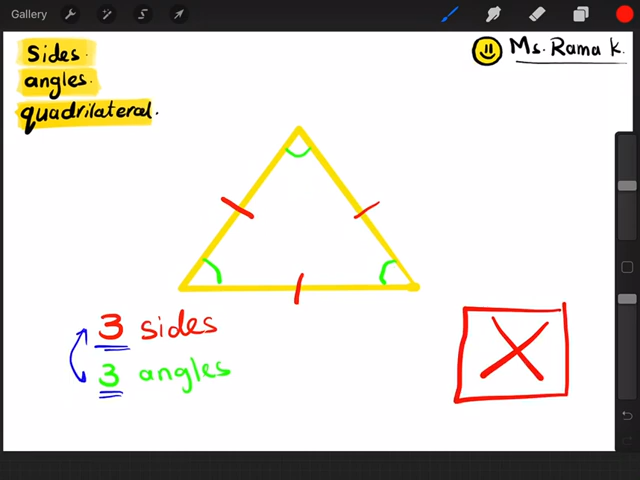 Gallery
Sides.
angles.
quadrilateral.
Ms. Rama K.
3 sides
3 angles